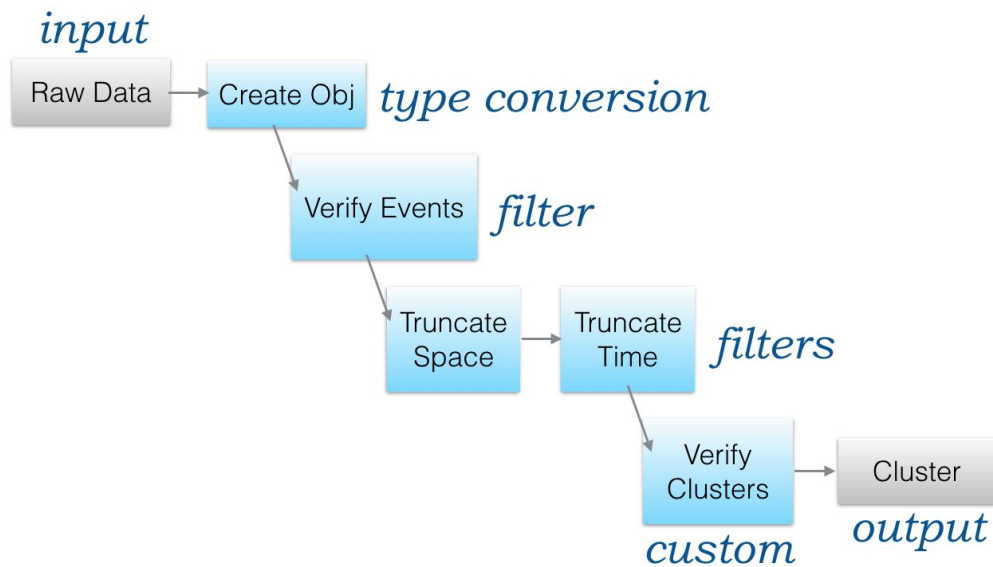 input
Raw Data
Create Obj
type conversion
Verify Events
filter
Truncate
Space
Truncate
Time
filters
Verify
Clusters
custom
Cluster
output